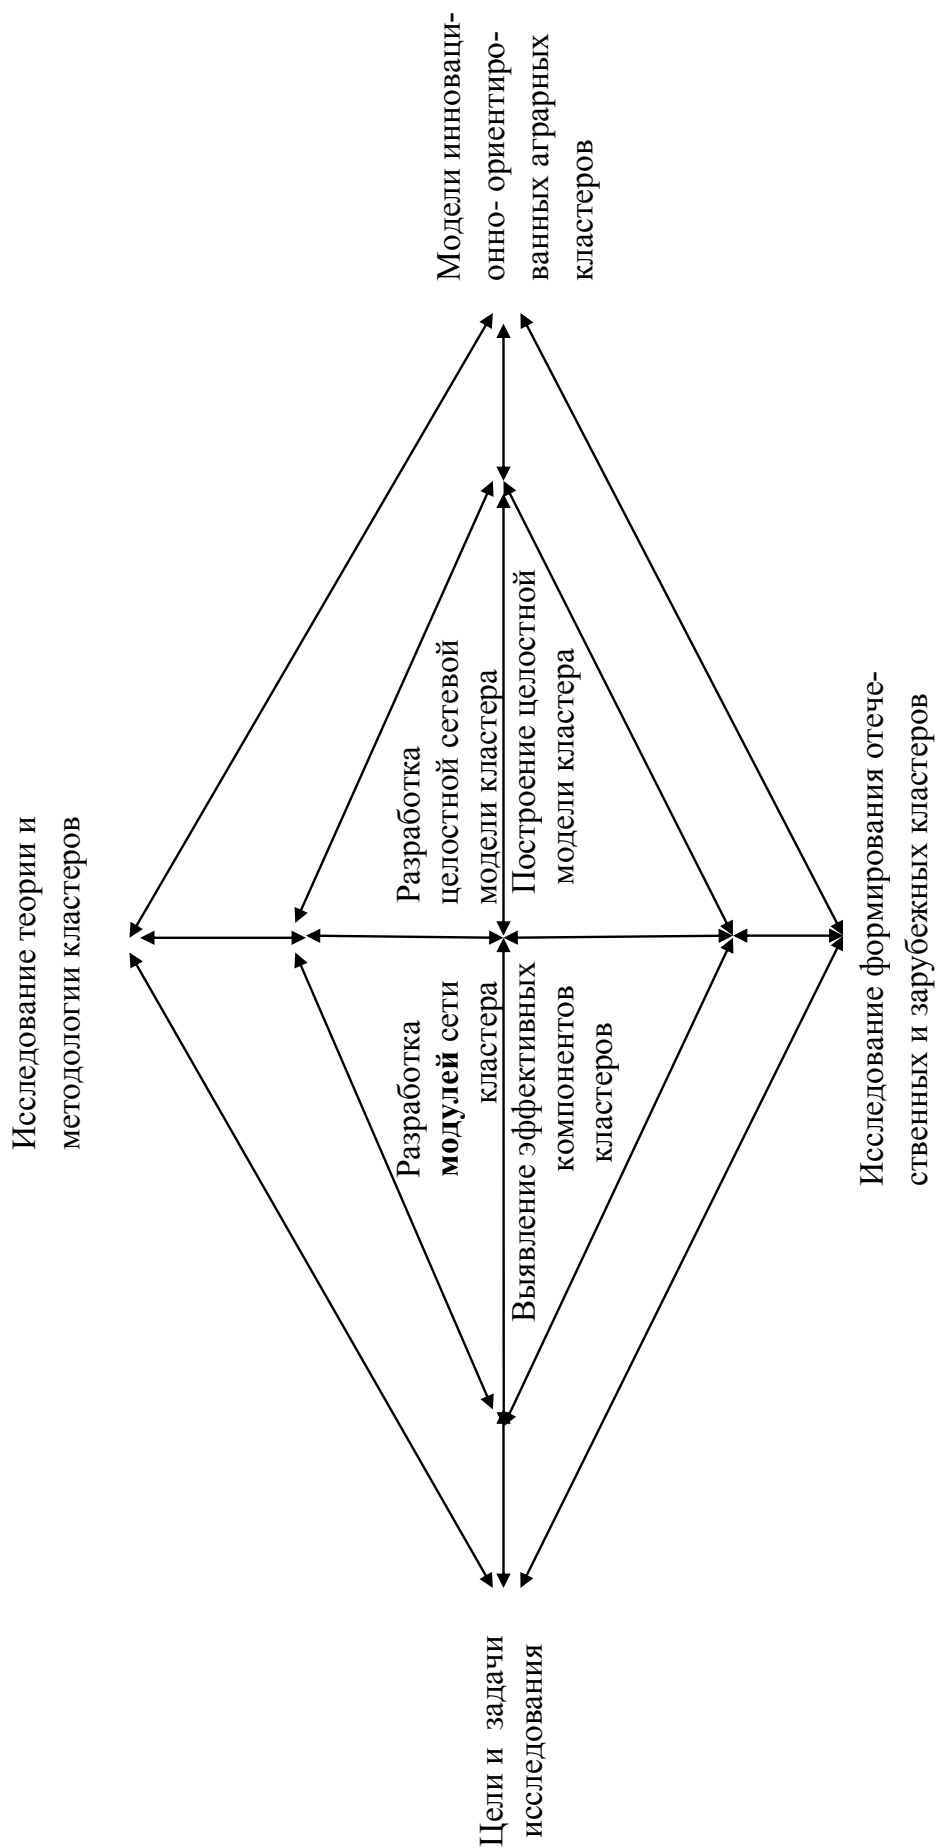 Исследование теории и
методологии кластеров
Цели и задачи
исследования
Разработка
модулей сети
кластера
Разработка
целостной сетевой
модели кластера
Выявление эффективных
компонентов
кластеров
Построение целостной
модели кластера
Модели инноваци-
онно- ориентиро-
ванных аграрных
кластеров
Исследование формирования отече-
ственных и зарубежных кластеров